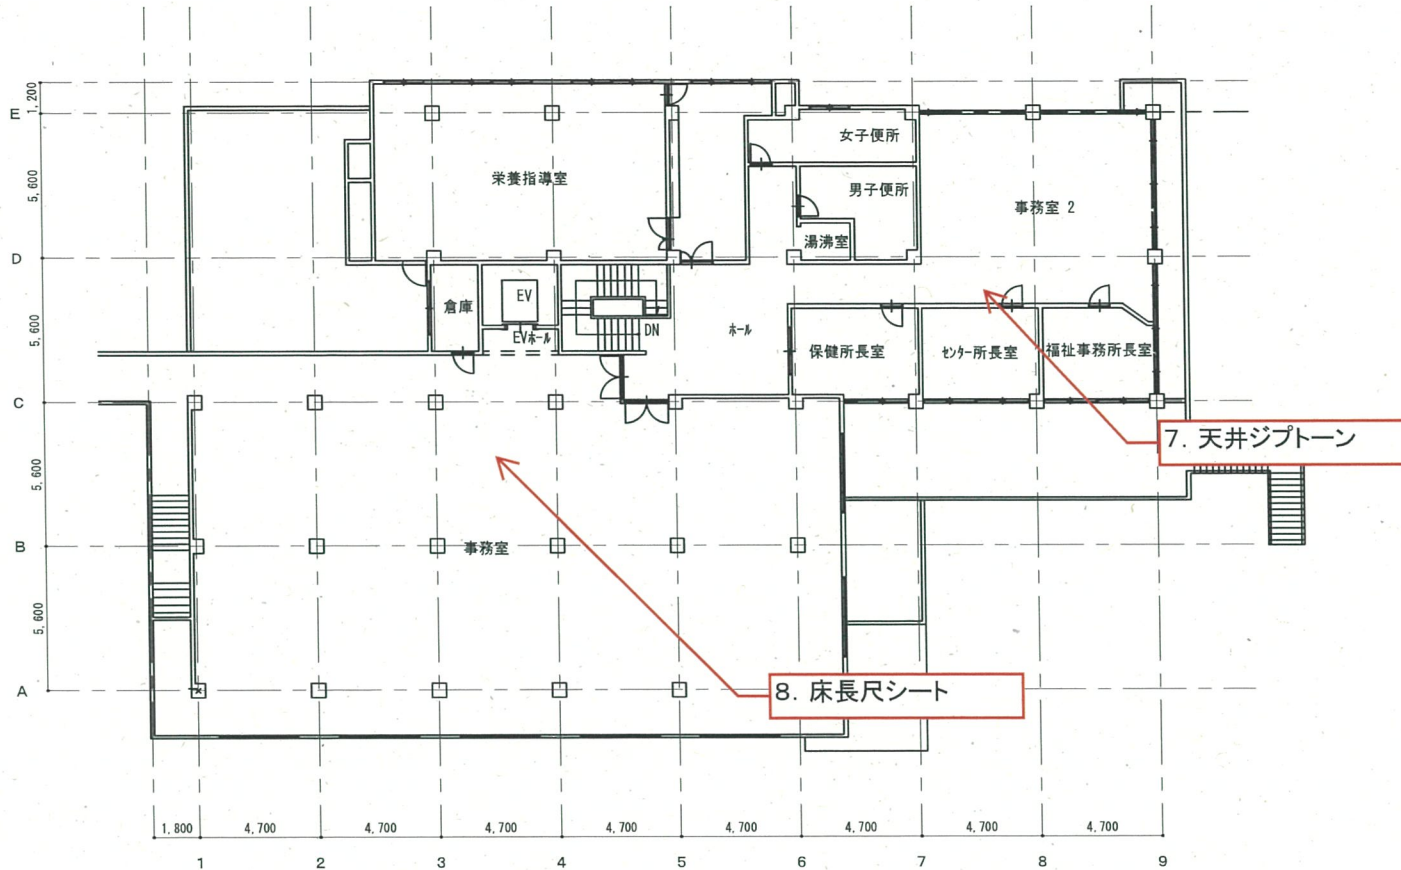 E
1,200
5,600
D
5,600
C
5,600
B
5,600
A
栄養指導室
女子便所
男子便所
湯沸室
事務室 2
倉庫
EV
EVホール
DN
ホール
保健所長室
センター所長室
福祉事務所長室
7. 天井ジプトーン
事務室
8. 床長尺シート
1,800
4,700
4,700
4,700
4,700
4,700
4,700
4,700
4,700
1
2
3
4
5
6
7
8
9